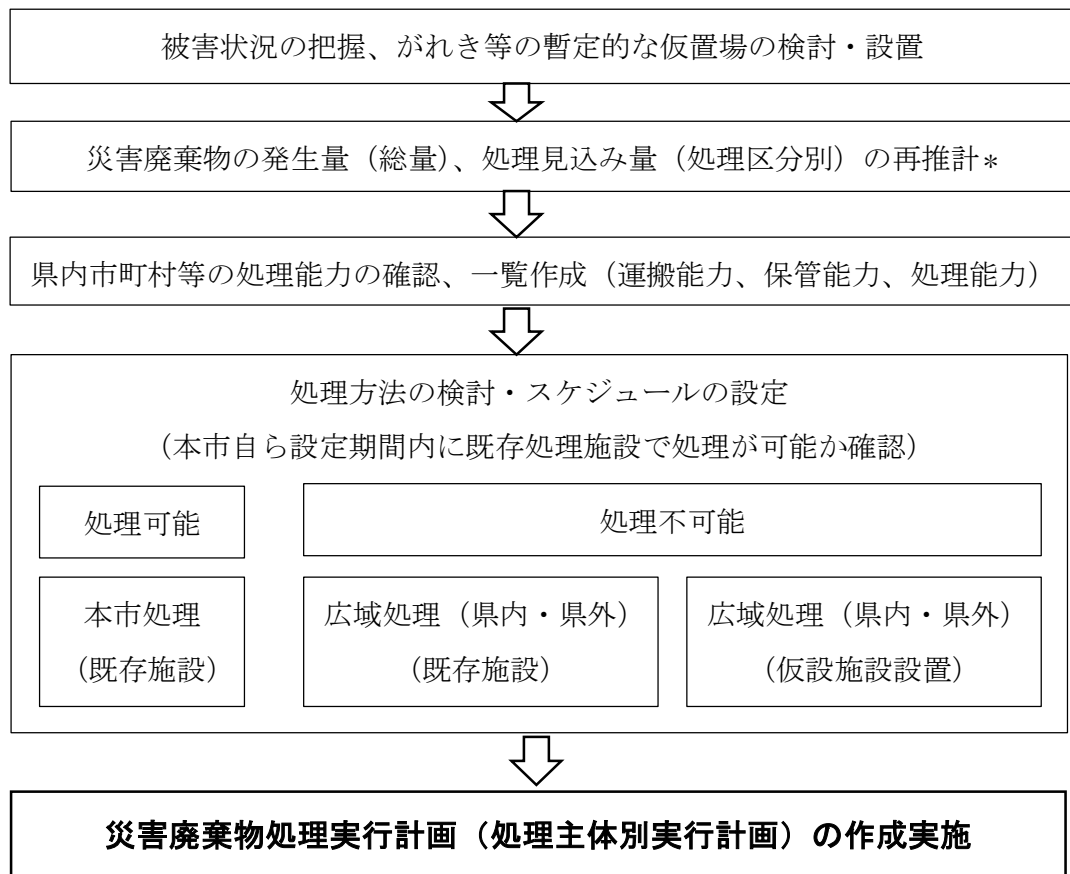 被害状況の把握、がれき等の暫定的な仮置場の検討・設置
災害廃棄物の発生量（総量）、処理見込み量（処理区分別）の再推計＊
県内市町村等の処理能力の確認、一覧作成（運搬能力、保管能力、処理能力）
処理方法の検討・スケジュールの設定
（本市自ら設定期間内に既存処理施設で処理が可能か確認）
処理可能
処理不可能
本市処理
（既存施設）
広域処理（県内・県外）
（既存施設）
広域処理（県内・県外）
（仮設施設設置）
災害廃棄物処理実行計画（処理主体別実行計画）の作成実施